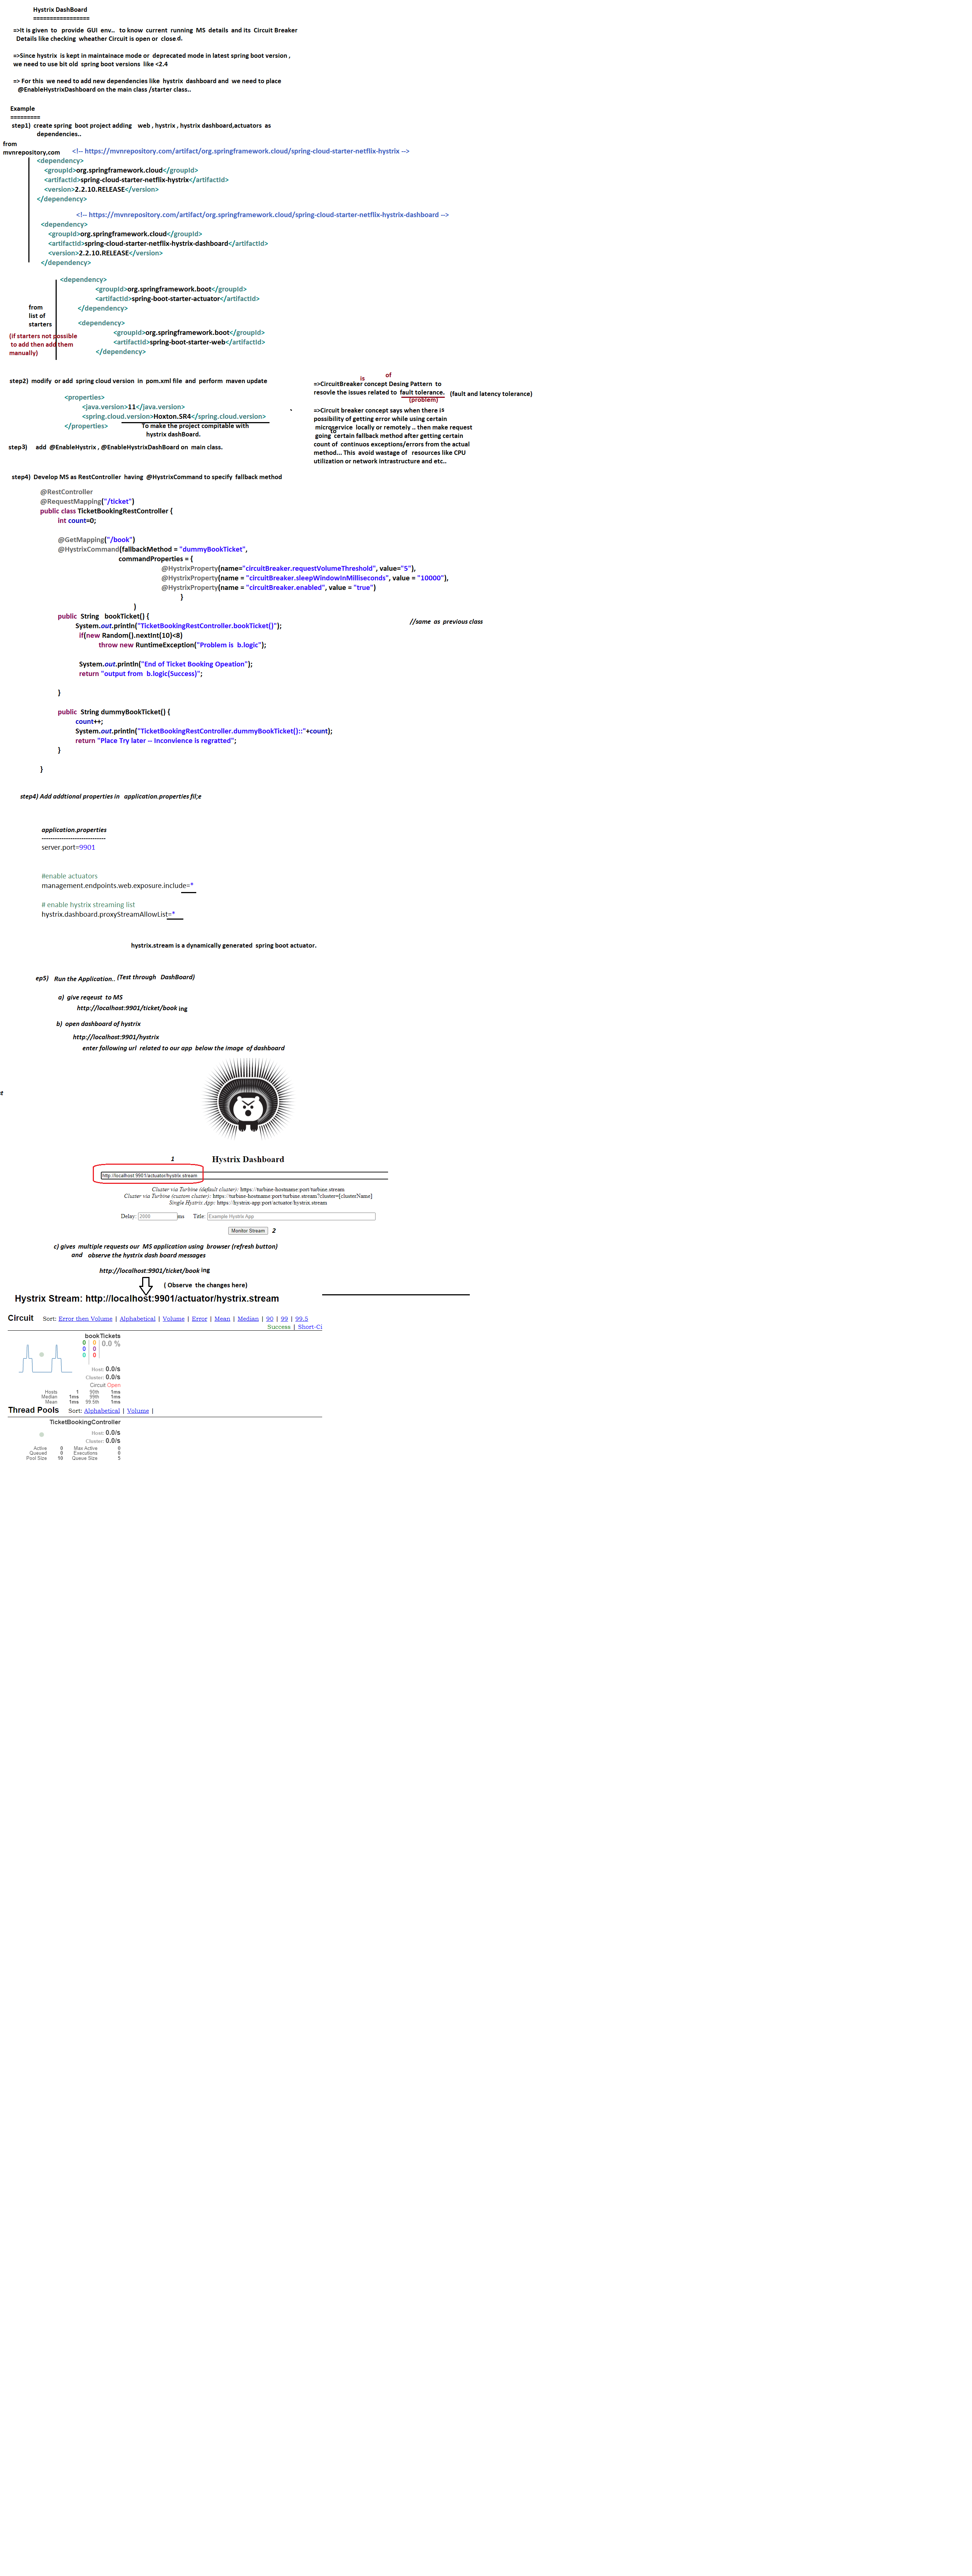 Hystrix DashBoard
=================
=>It is given to provide GUI env.. to know current running MS details and its Circuit Breaker
Details like checking wheather Circuit is open or close d.
=>Since hystrix is kept in maintainace mode or deprecated mode in latest spring boot version ,
we need to use bit old spring boot versions like <2.4
=> For this we need to add new dependencies like hystrix dashboard and we need to place
@EnableHystrixDashBoard on the main class /starter class..
Example
=========
step1) create spring boot project adding web , hystrix , hystrix dashboard,actuators as
dependencies..
from
mvnrepository,com
<!-- https://mvnrepository.com/artifact/org.springframework.cloud/spring-cloud-starter-netflix-hystrix -->
<dependency>
<groupId>org.springframework.cloud</groupId>
<artifactId>spring-cloud-starter-netflix-hystrix</artifactId>
<version>2.2.10.RELEASE</version>
</dependency>
<!-- https://mvnrepository.com/artifact/org.springframework.cloud/spring-cloud-starter-netflix-hystrix-dashboard -->
<dependency>
<groupId>org.springframework.cloud</groupId>
<artifactId>spring-cloud-starter-netflix-hystrix-dashboard</artifactId>
<version>2.2.10.RELEASE</version>
</dependency>
<dependency>
<groupId>org.springframework.boot</groupId>
<artifactId>spring-boot-starter-actuator</artifactId>
</dependency>
from
list of
starters
(if starters not possible
to add then add them
manually)
<dependency>
<groupId>org.springframework.boot</groupId>
<artifactId>spring-boot-starter-web</artifactId>
</dependency>
step2) modify or add spring cloud version in pom.xml file and perform maven update
<properties>
<java.version>11</java.version>
<spring.cloud.version>Hoxton.SR4</spring.cloud.version>
</properties>
To make the project compitable with
hystrix dashBoard.
is
of
=>CircuitBreaker concept Desing Pattern to
resovle the issues related to fault tolerance.
(fault and latency tolerance)
(problem)
=>Circuit breaker concept says when there is
possibility of getting error while using certain
microservice locally or remotely .. then make request
to
going certain fallback method after getting certain
count of continuos exceptions/errors from the actual
method... This avoid wastage of resources like CPU
utilization or network intrastructure and etc..
step3) add @EnableHystrix , @EnableHystrixDashBoard on main class.
step4) Develop MS as RestController having @HystrixCommand to specify fallback method
@RestController
@RequestMapping("/ticket")
public class TicketBookingRestController {
int count=0;
@GetMapping("/book")
@HystrixCommand(fallbackMethod = "dummyBookTicket",
commandProperties = {
@HystrixProperty(name="circuitBreaker.requestVolumeThreshold", value="5"),
@HystrixProperty(name = "circuitBreaker.sleepWindowInMilliseconds", value = "10000"),
@HystrixProperty(name = "circuitBreaker.enabled", value = "true")
}
)
public String bookTicket() {
//same as previous class
System.out.println("TicketBookingRestController.bookTicket()");
if(new Random().nextInt(10)<8)
throw new RuntimeException("Problem is b.logic");
System.out.println("End of Ticket Booking Opeation");
return "output from b.logic(Success)";
}
public String dummyBookTicket() {
count++;
System.out.println("TicketBookingRestController.dummyBookTicket()::"+count);
return "Place Try later -- Inconvience is regratted";
}
}
step4) Add addtional properties in application.properties fil;e
application.properties
-----------------------------
server.port=9901
#enable actuators
management.endpoints.web.exposure.include=*
# enable hystrix streaming list
hystrix.dashboard.proxyStreamAllowList=*
hystrix.stream is a dynamically generated spring boot actuator.
ep5) Run the Application.. (Test through DashBoard)
a) give reqeust to MS
http://localhost:9901/ticket/book ing
b) open dashboard of hystrix
http://localhost:9901/hystrix
enter following url related to our app below the image of dashboard
1
Hystrix Dashboard
http://localhost:9901/actuator/hystrix.stream
Cluster via Turbine (default cluster): https://turbine-hostname:port/turbine.stream
Cluster via Turbine (custom cluster): https://turbine-hostname:port/turbine.stream?cluster=[clusterName]
Single Hystrix App: https://hystrix-app:port/actuator/hystrix.stream
Delay: 2000 ms Title: Example Hystrix App
Monitor Stream 2
c) gives multiple requests our MS application using browser (refresh button)
and observe the hystrix dash board messages
http://localhost:9901/ticket/book ing
( Observe the changes here)
Hystrix Stream: http://localhost:9901/actuator/hystrix.stream
Circuit Sort: Error then Volume | Alphabetical | Volume | Error | Mean | Median | 90 | 99 | 99.5
Success | Short-Ci
bookTickets
0 0 0.0 %
0 0
0 0
Host: 0.0/s
Cluster: 0.0/s
Circuit Open
Hosts 1 90th 1ms
Median 1ms 99th 1ms
Mean 1ms 99.5th 1ms
Thread Pools Sort: Alphabetical | Volume |
TicketBookingController
Host: 0.0/s
Cluster: 0.0/s
Active 0 Max Active 0
Queued 0 Executions 0
Pool Size 10 Queue Size 5